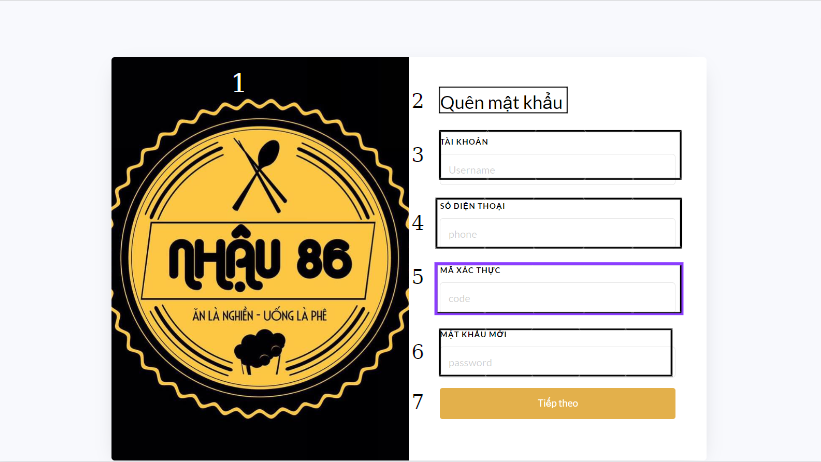 1
NHẬU 86
ĂN LÀ NGHIỀN - UỐNG LÀ PHÊ
2 Quên mật khẩu
3 TÀI KHOẢN
Username
4 SỐ ĐIỆN THOẠI
phone
5 MÃ XÁC THỰC
code
6 MẬT KHẨU MỚI
password
7 Tiếp theo